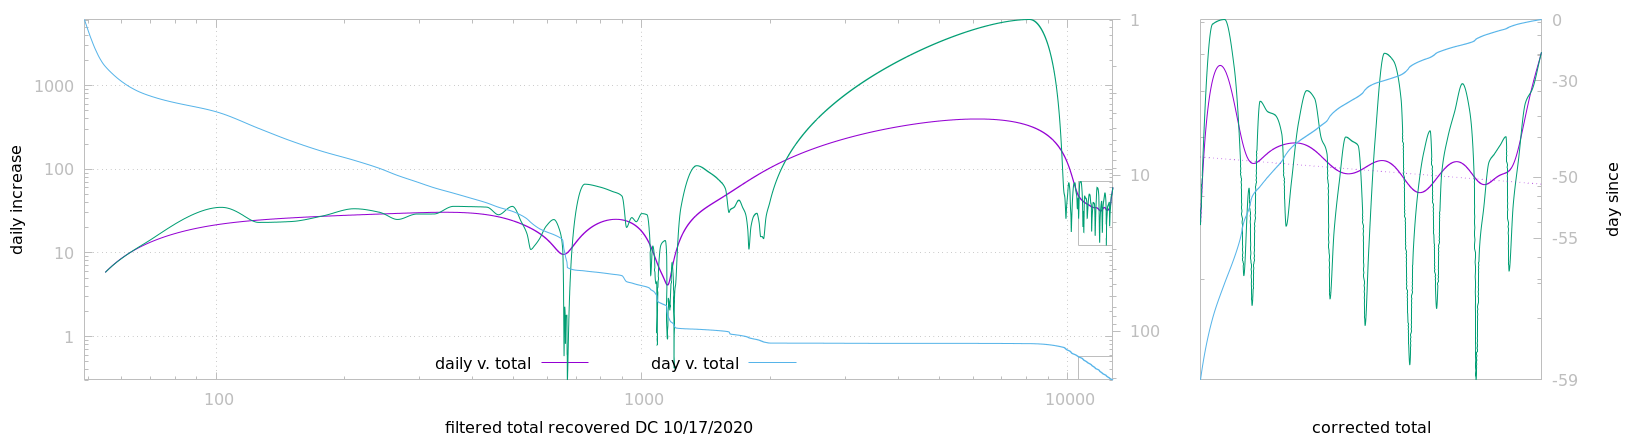 1
0
1000
-30
daily increase
100
10
-50
day since
10
-55
1
100
daily v. total
day v. total
-59
100
1000
10000
filtered total recovered DC 10/17/2020
corrected total